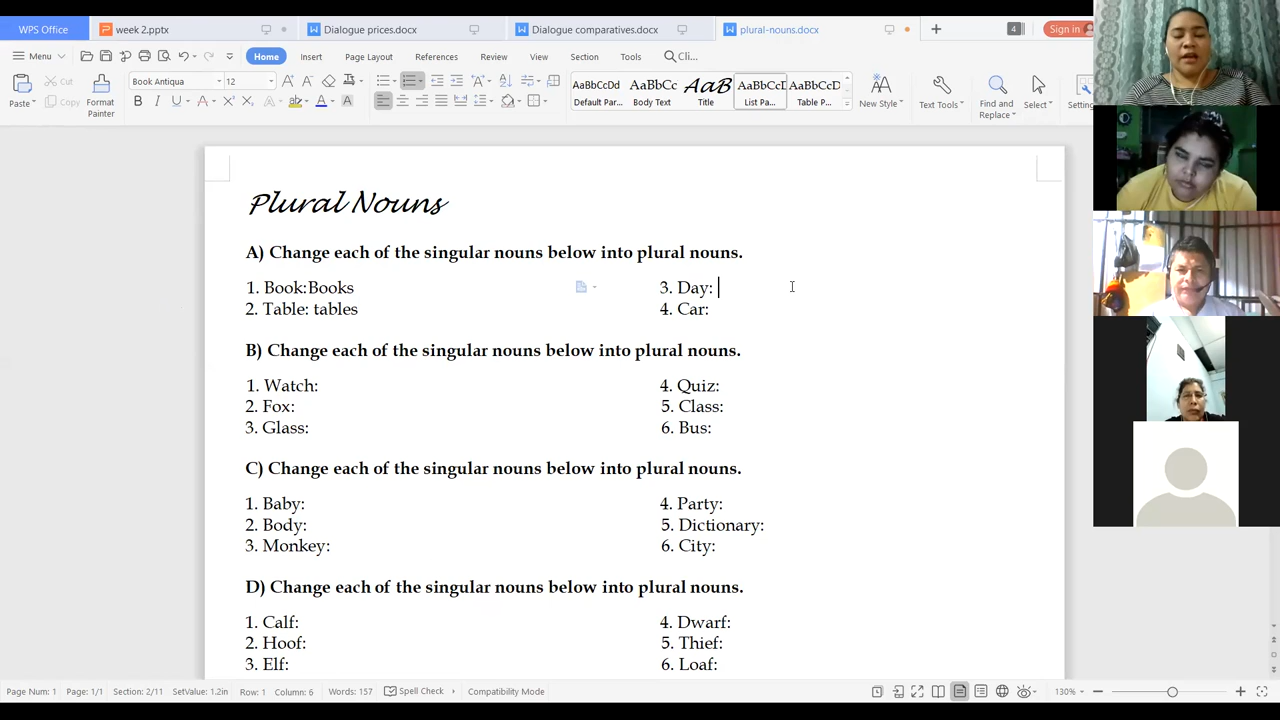 WPS Office
week 2.pptx
Dialogue prices.docx
Dialogue comparatives.docx
plural-nouns.docx
4
Sign in
Menu
Home
Insert
Page Layout
References
Review
View
Section
Tools
Clic...
Paste
Cut
Copy
Format
Painter
Book Antiqua
12
AaBbCcDd
Default Par...
AaBbCc
Body Text
AaB
Title
AaBbCcI
List Pa...
AaBbCcD
Table P...
New Style
Text Tools
Find and
Replace
Select
Settin
Plural Nouns
A) Change each of the singular nouns below into plural nouns.
1. Book:Books
3. Day:
2. Table: tables
4. Car:
B) Change each of the singular nouns below into plural nouns.
1. Watch:
4. Quiz:
2. Fox:
5. Class:
3. Glass:
6. Bus:
C) Change each of the singular nouns below into plural nouns.
1. Baby:
4. Party:
2. Body:
5. Dictionary:
3. Monkey:
6. City:
D) Change each of the singular nouns below into plural nouns.
1. Calf:
4. Dwarf:
2. Hoof:
5. Thief:
3. Elf:
6. Loaf:
Page Num: 1
Page: 1/1
Section: 2/11
SetValue: 1.2in
Row: 1
Column: 6
Words: 157
Spell Check
Compatibility Mode
130%